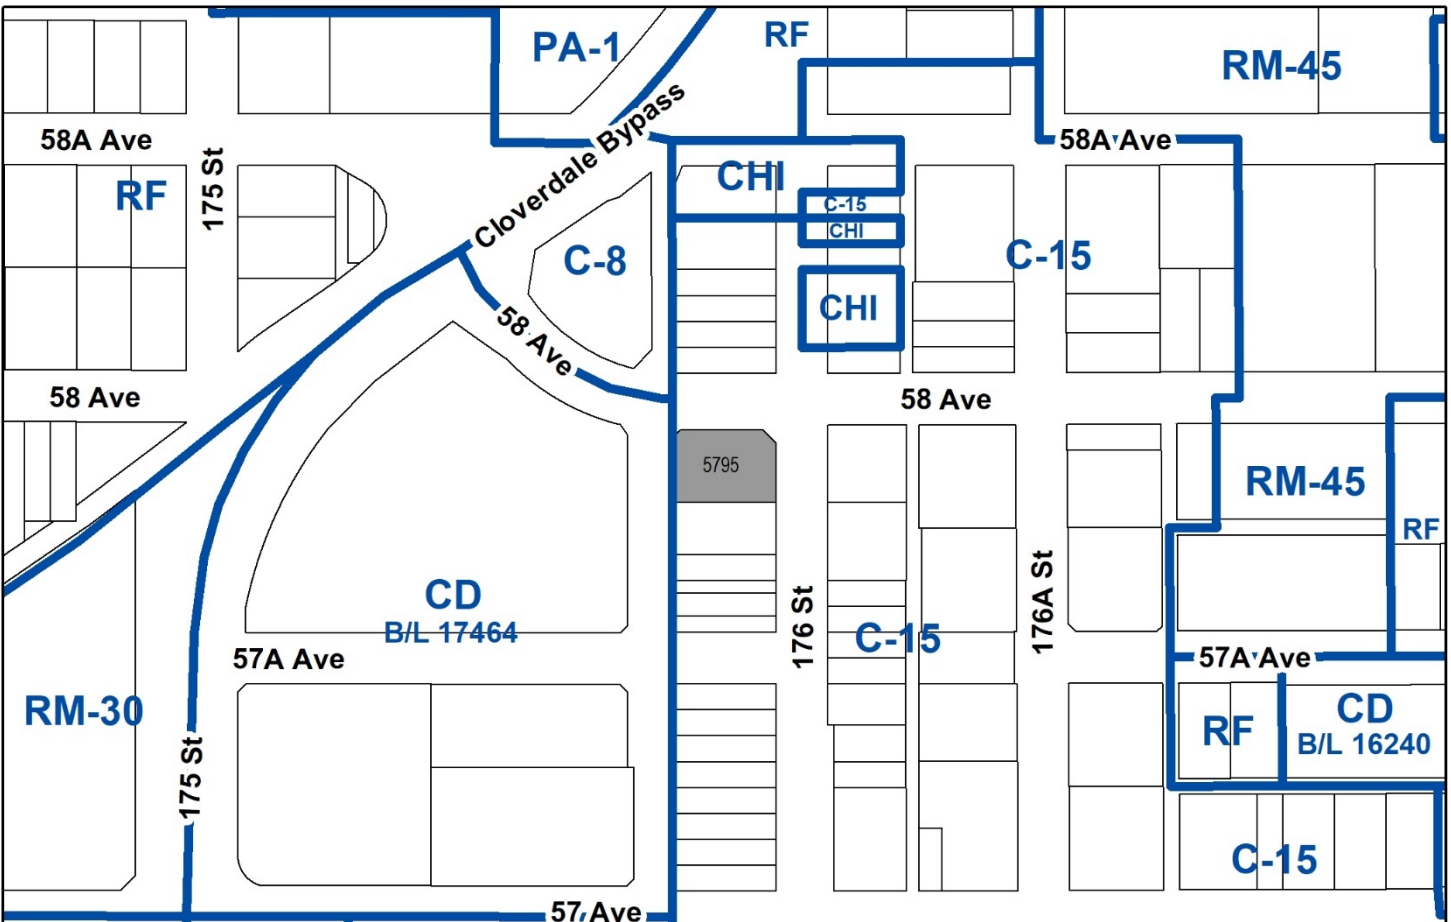 PA-1
RF
RM-45
Cloverdale Bypass
58A Ave
58A Ave
RF
175 St
CHI
C-15
CHI
C-8
C-15
CHI
58 Ave
58 Ave
58 Ave
5795
RM-45
RF
CD
B/L 17464
176 St
C-15
176A St
57A Ave
57A Ave
RM-30
175 St
RF
CD
B/L 16240
C-15
57 Ave